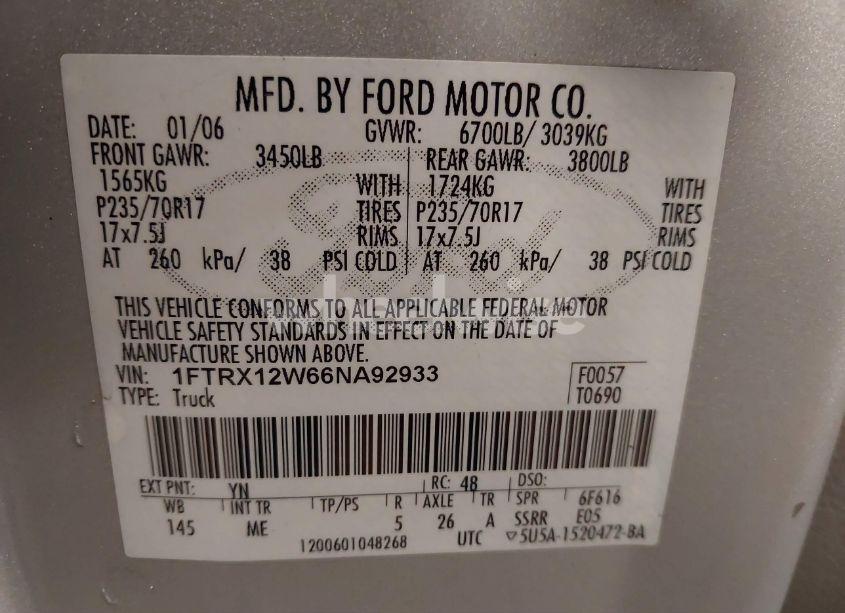 MFD. BY FORD MOTOR CO.
DATE: 01/06 GVWR: 6700LB/ 3039KG
FRONT GAWR: 3450LB REAR GAWR: 3800LB
1565KG WITH 1724KG WITH
P235/70R17 TIRES P235/70R17 TIRES
17x7.5J RIMS 17x7.5J RIMS
AT 260 kPa/ 38 PSI COLD AT 260 kPa/ 38 PSI COLD
THIS VEHICLE CONFORMS TO ALL APPLICABLE FEDERAL MOTOR
VEHICLE SAFETY STANDARDS IN EFFECT ON THE DATE OF
MANUFACTURE SHOWN ABOVE.
VIN: 1FTRX12W66NA92933 F0057
TYPE: Truck T0690
EXT PNT: YN RC: 48 DSO:
WB INT TR TP/PS R AXLE TR SPR 6F616
145 ME 5 26 A SSRR E05
1200601048268 UTC ▽5U5A-1520472-BA